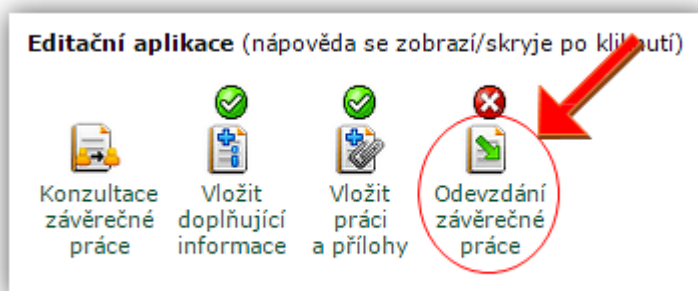 Editační aplikace (nápověda se zobrazí/skryje po kliknutí)
Konzultace
závěrečné
práce
Vložit
doplňující
informace
Vložit
práci
a přílohy
Odevzdání
závěrečné
práce